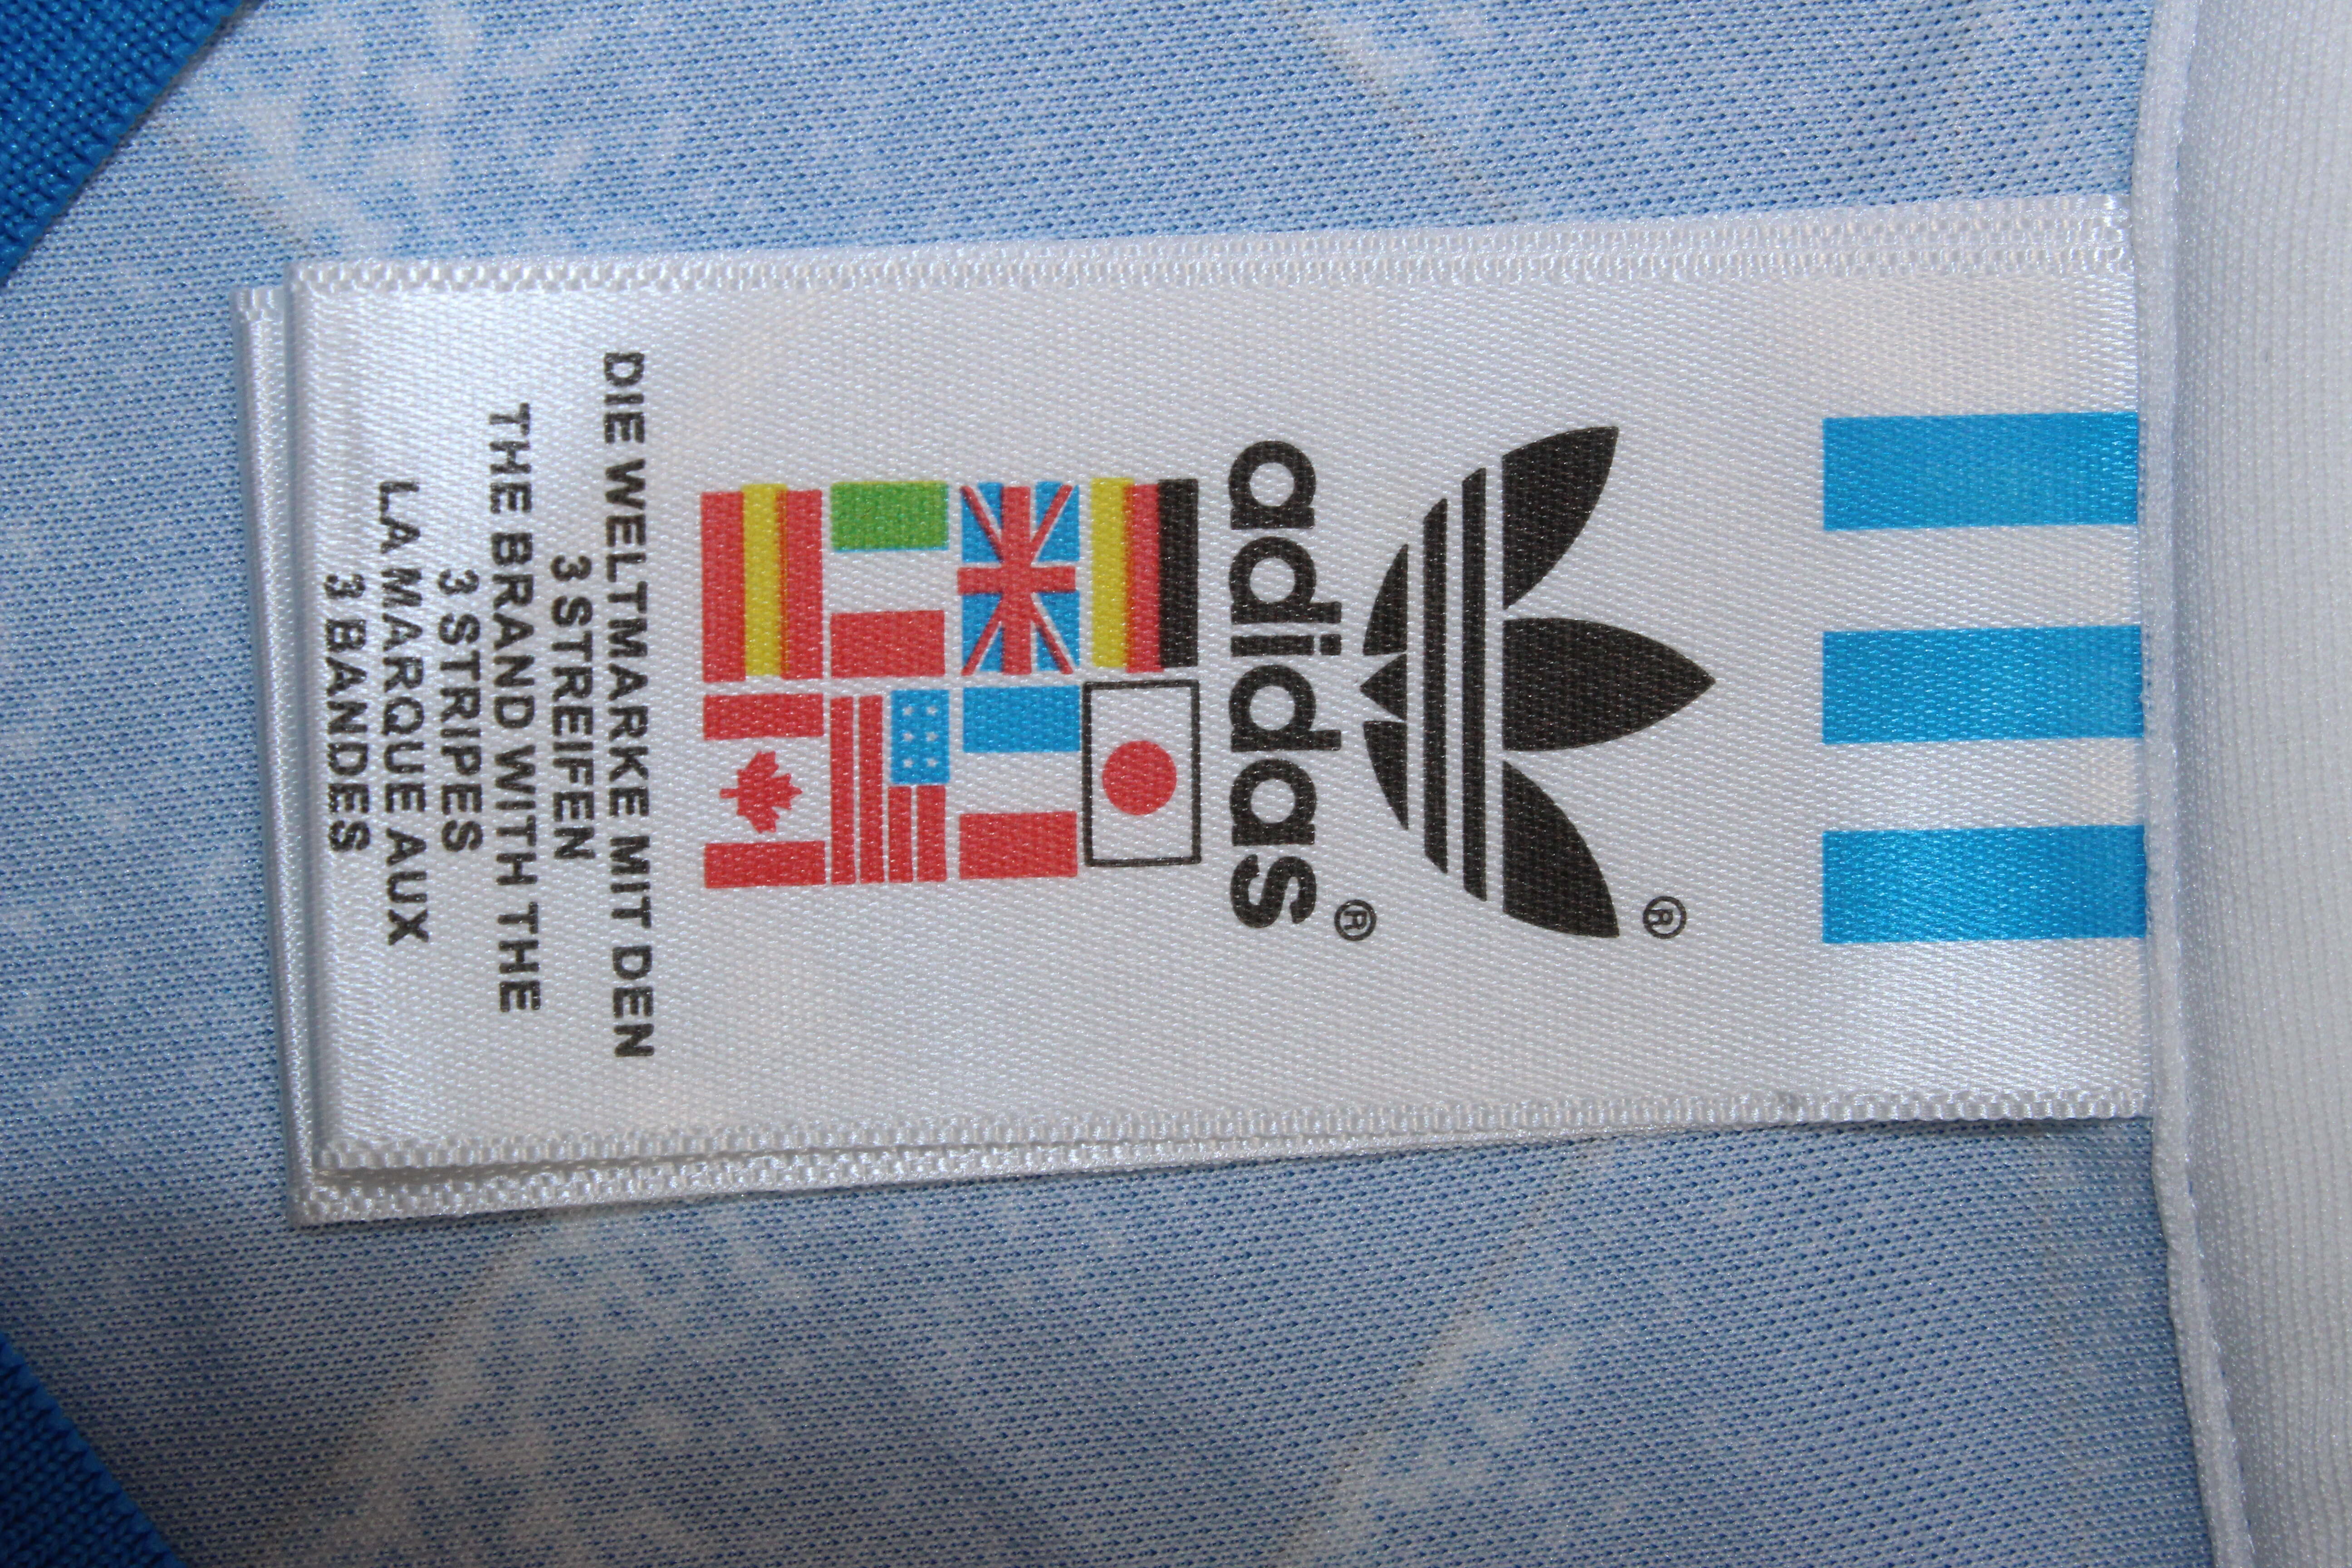 ®
®
adidas
DIE WELTMARKE MIT DEN
3 STREIFEN
THE BRAND WITH THE
3 STRIPES
LA MARQUE AUX
3 BANDES